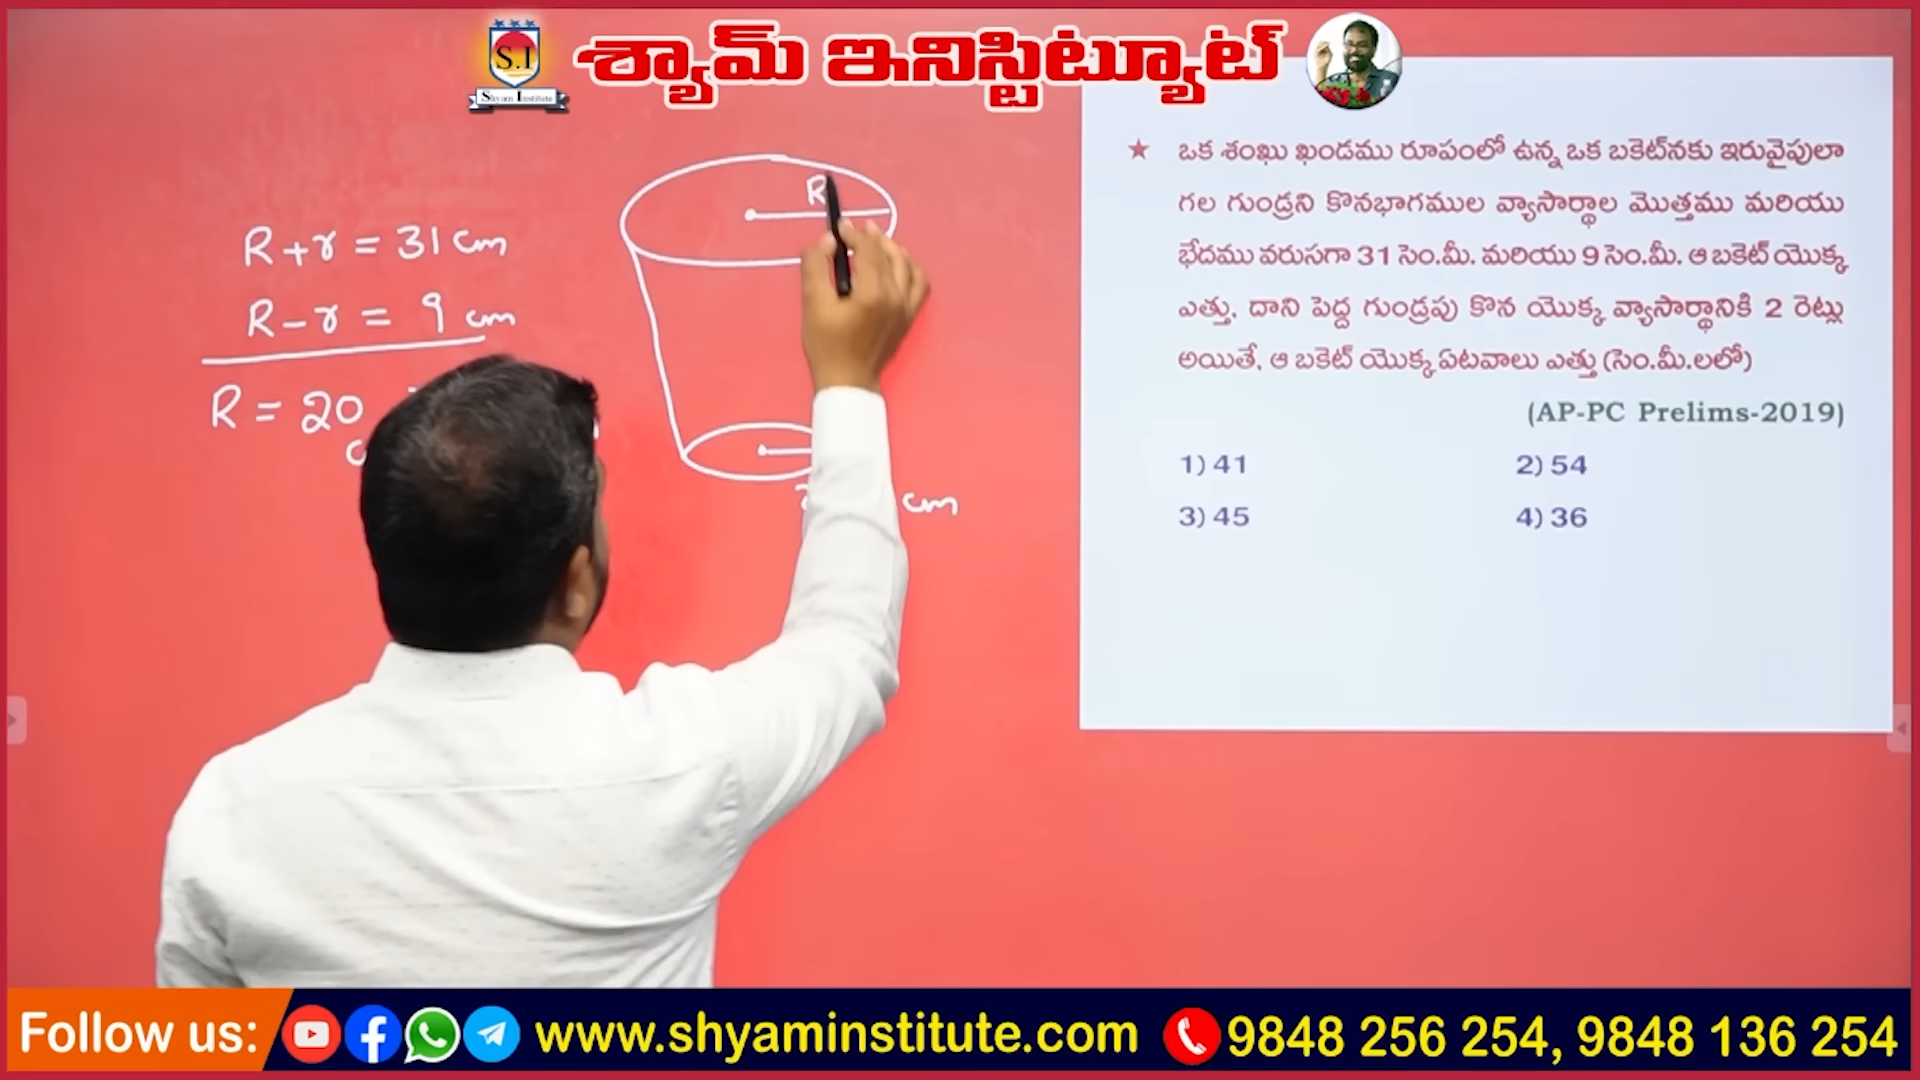 S.I
Shyam Institute
శ్యామ్ ఇనిస్టిట్యూట్
R+r = 31 cm
R-r = 9 cm
R = 20
R
cm
★ ఒక శంఖు ఖండము రూపంలో ఉన్న ఒక బకెట్‌నకు ఇరువైపులా
గల గుండ్రని కొనభాగముల వ్యాసార్థాల మొత్తము మరియు
భేదము వరుసగా 31 సెం.మీ. మరియు 9 సెం.మీ. ఆ బకెట్ యొక్క
ఎత్తు, దాని పెద్ద గుండ్రపు కొన యొక్క వ్యాసార్థానికి 2 రెట్లు
అయితే, ఆ బకెట్ యొక్క ఏటవాలు ఎత్తు (సెం.మీ.లలో)
(AP-PC Prelims-2019)
1) 41 2) 54
3) 45 4) 36
Follow us: www.shyaminstitute.com 9848 256 254, 9848 136 254